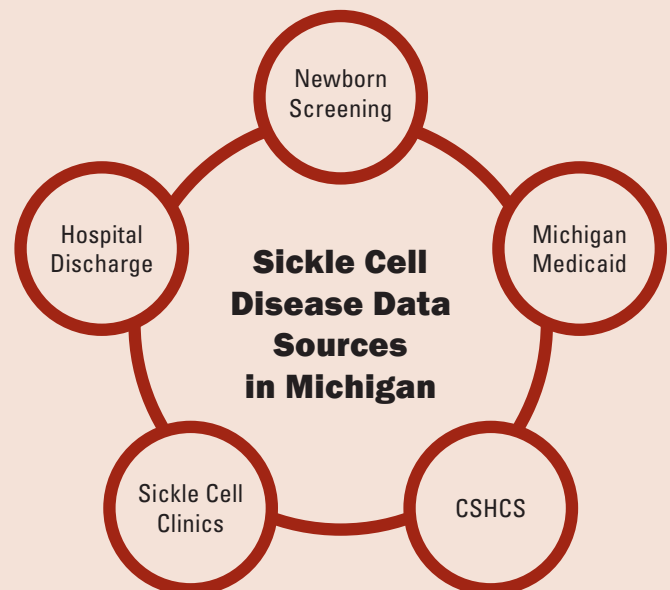 Newborn
Screening
Hospital
Discharge
Michigan
Medicaid
Sickle Cell
Disease Data
Sources
in Michigan
Sickle Cell
Clinics
CSHCS